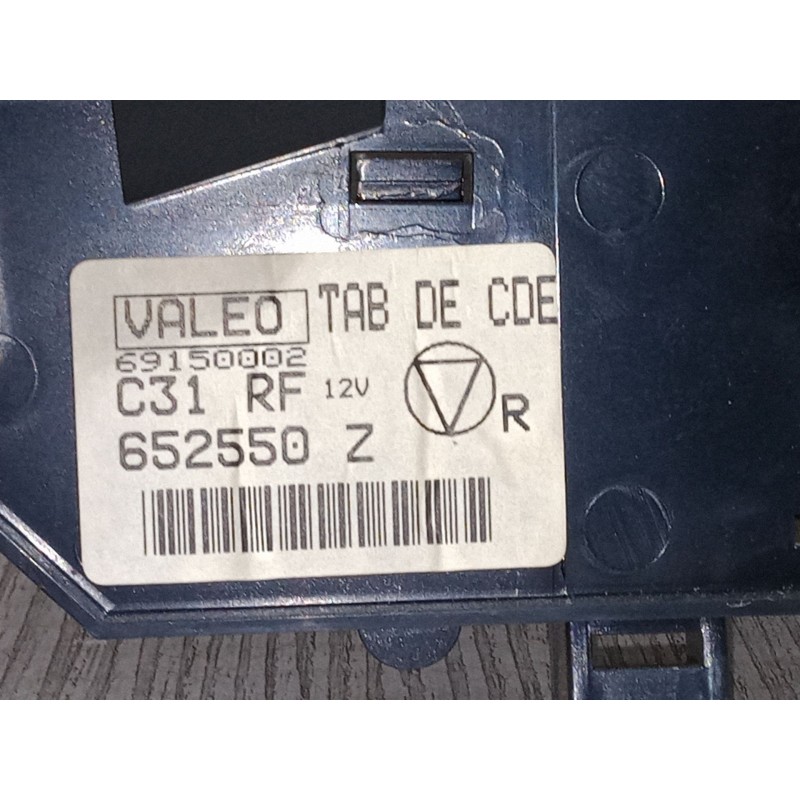 VALEO TAB DE CDE
69150002
C31 RF 12V
R
652550 Z